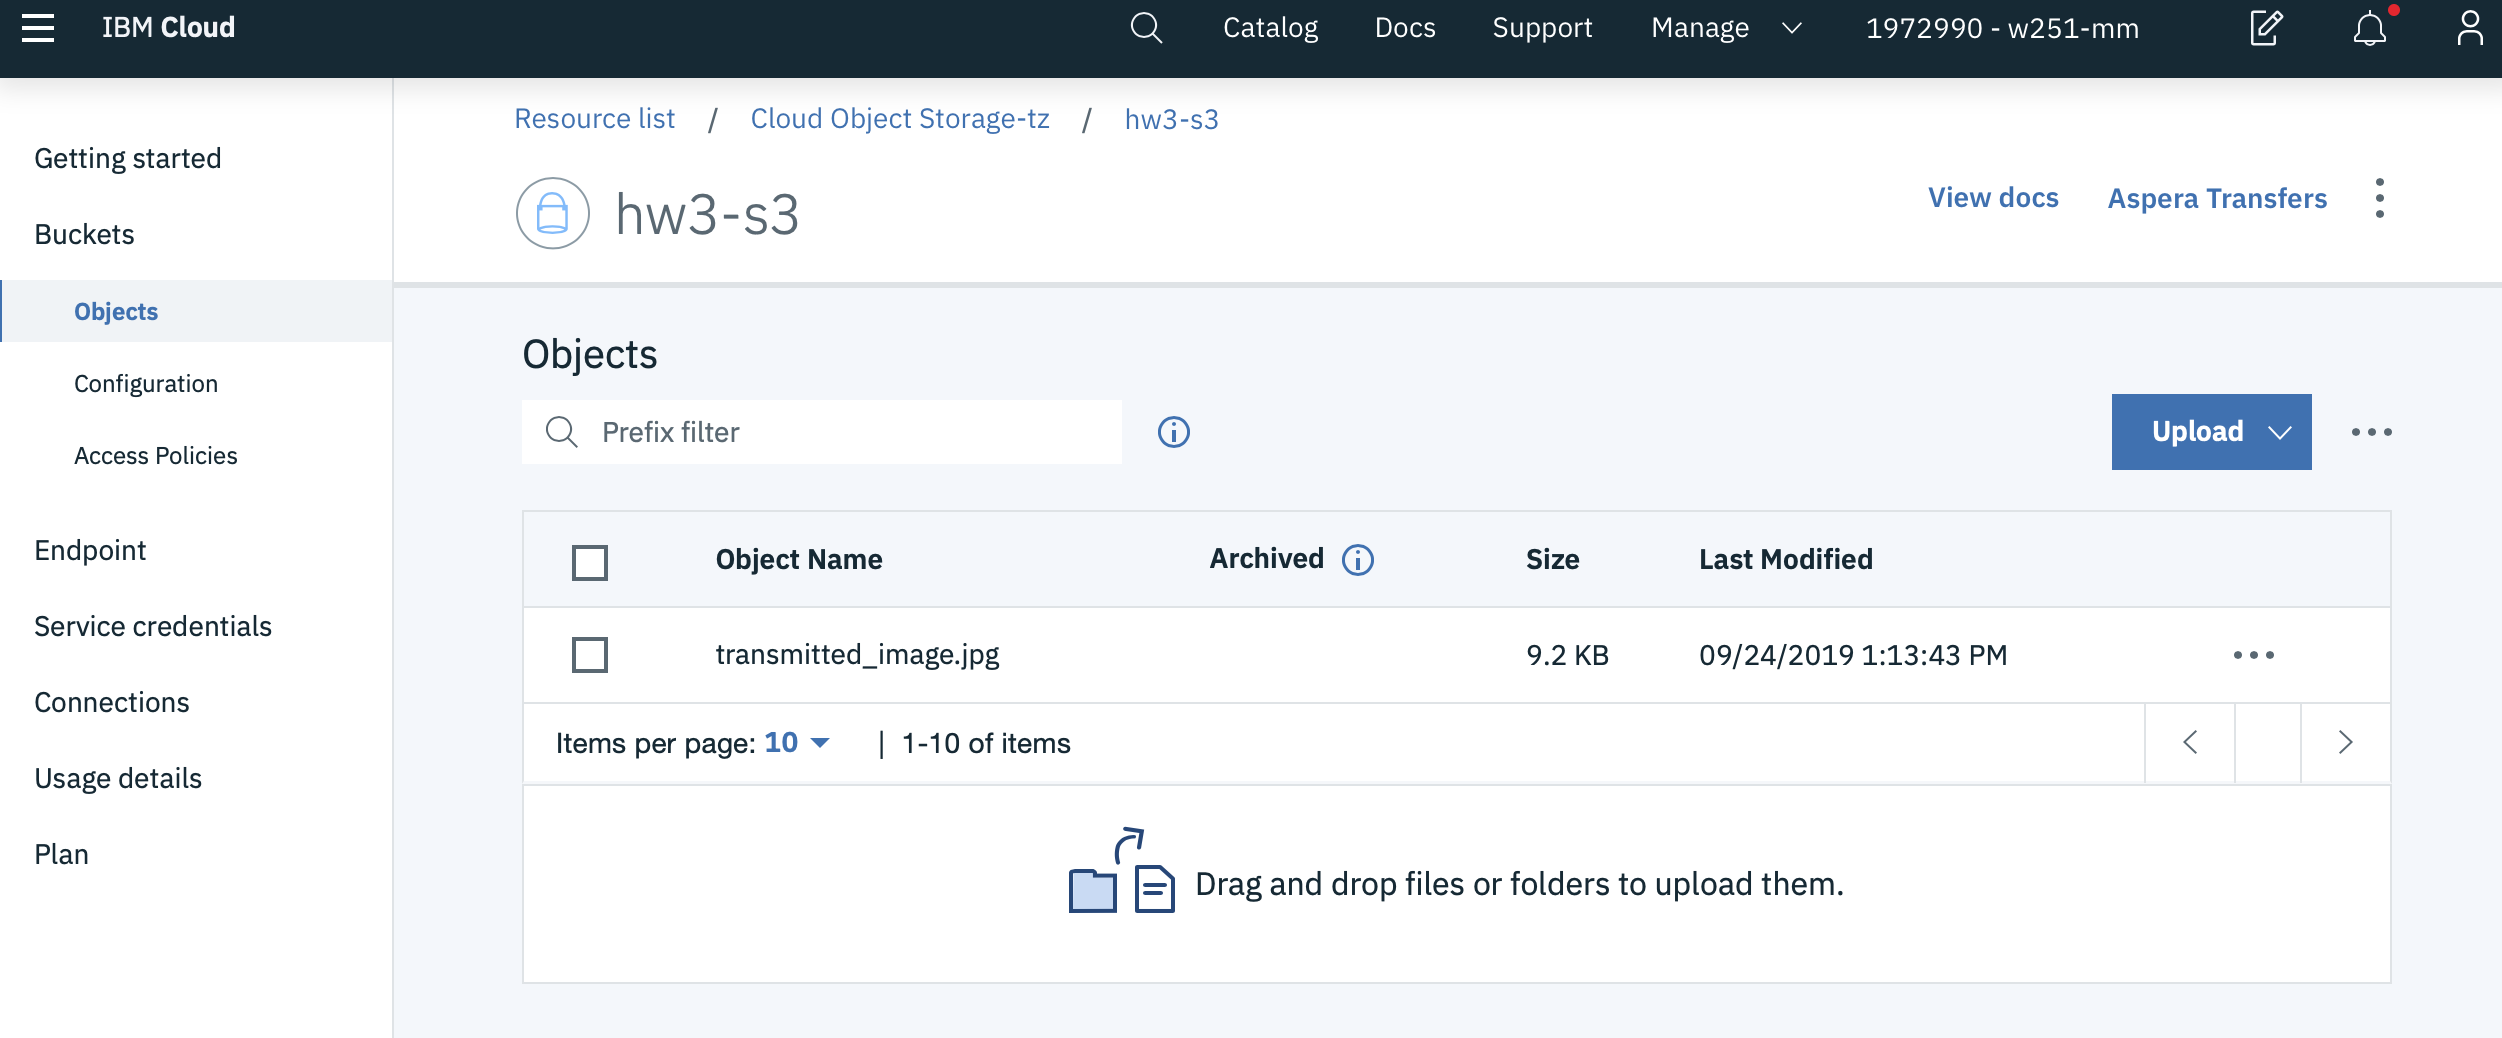 IBM Cloud Catalog Docs Support Manage 1972990 - w251-mm
Getting started
Buckets
Objects
Configuration
Access Policies
Endpoint
Service credentials
Connections
Usage details
Plan
Resource list / Cloud Object Storage-tz / hw3-s3
hw3-s3
View docs Aspera Transfers
Objects
Prefix filter
Upload
Object Name Archived Size Last Modified
transmitted_image.jpg 9.2 KB 09/24/2019 1:13:43 PM
Items per page: 10 | 1-10 of items
Drag and drop files or folders to upload them.